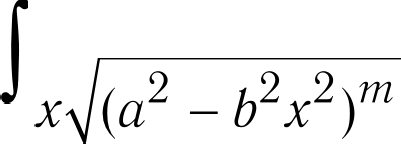 ∫ x√(a² − b²x²)ᵐ